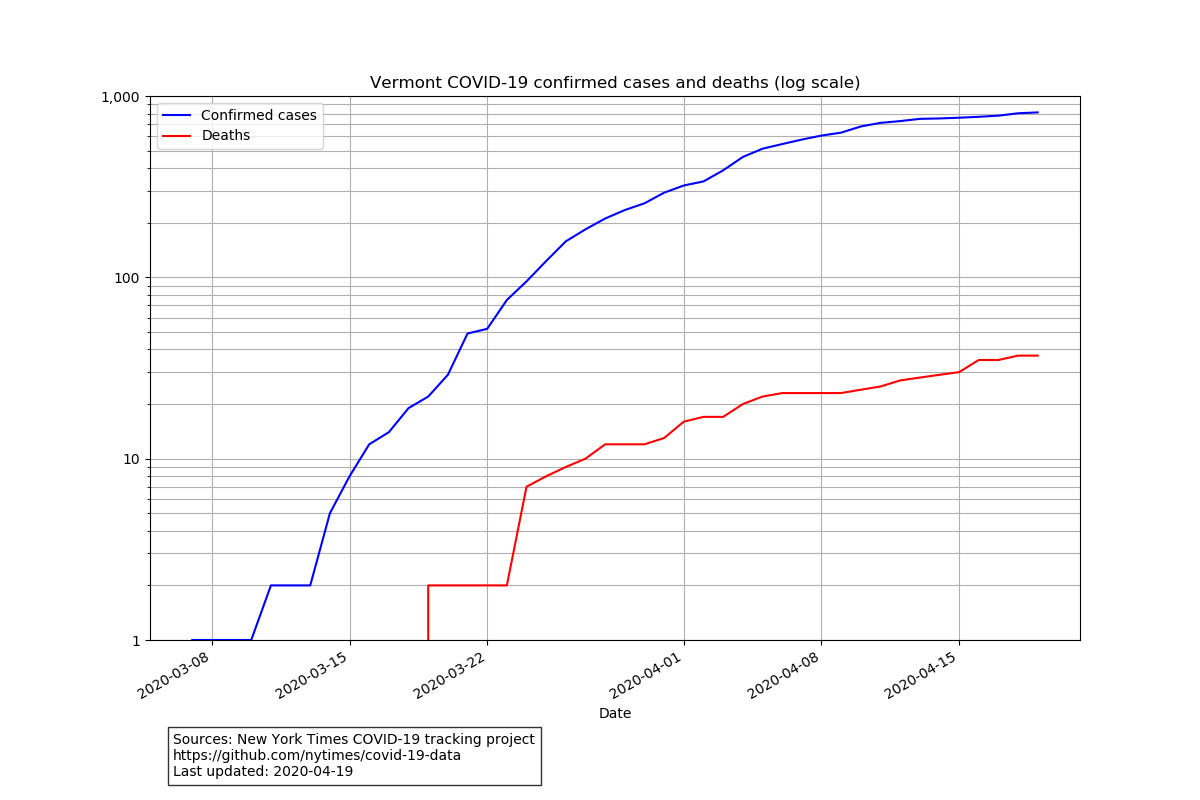 Vermont COVID-19 confirmed cases and deaths (log scale)
1,000
100
10
1
Confirmed cases
Deaths
2020-03-08
2020-03-15
2020-03-22
2020-04-01
2020-04-08
2020-04-15
Date
Sources: New York Times COVID-19 tracking project
https://github.com/nytimes/covid-19-data
Last updated: 2020-04-19